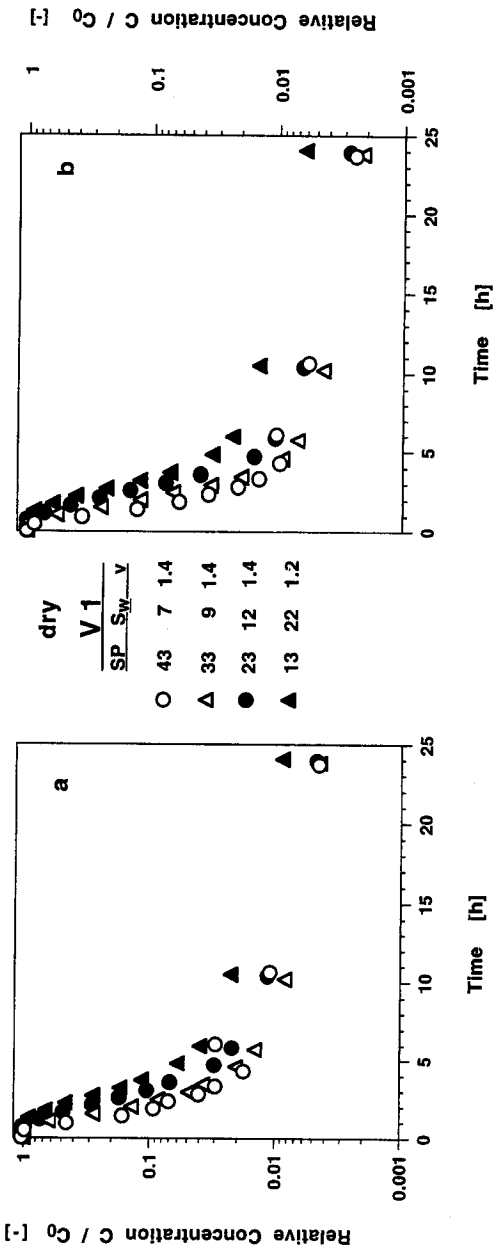 Relative Concentration C / C0 [-]
1
0.1
0.01
0.001
a
0 5 10 15 20 25
Time [h]
dry
V 1
SP Sw v
43 7 1.4
33 9 1.4
23 12 1.4
13 22 1.2
b
0 5 10 15 20 25
Time [h]
1
0.1
0.01
0.001
Relative Concentration C / C0 [-]